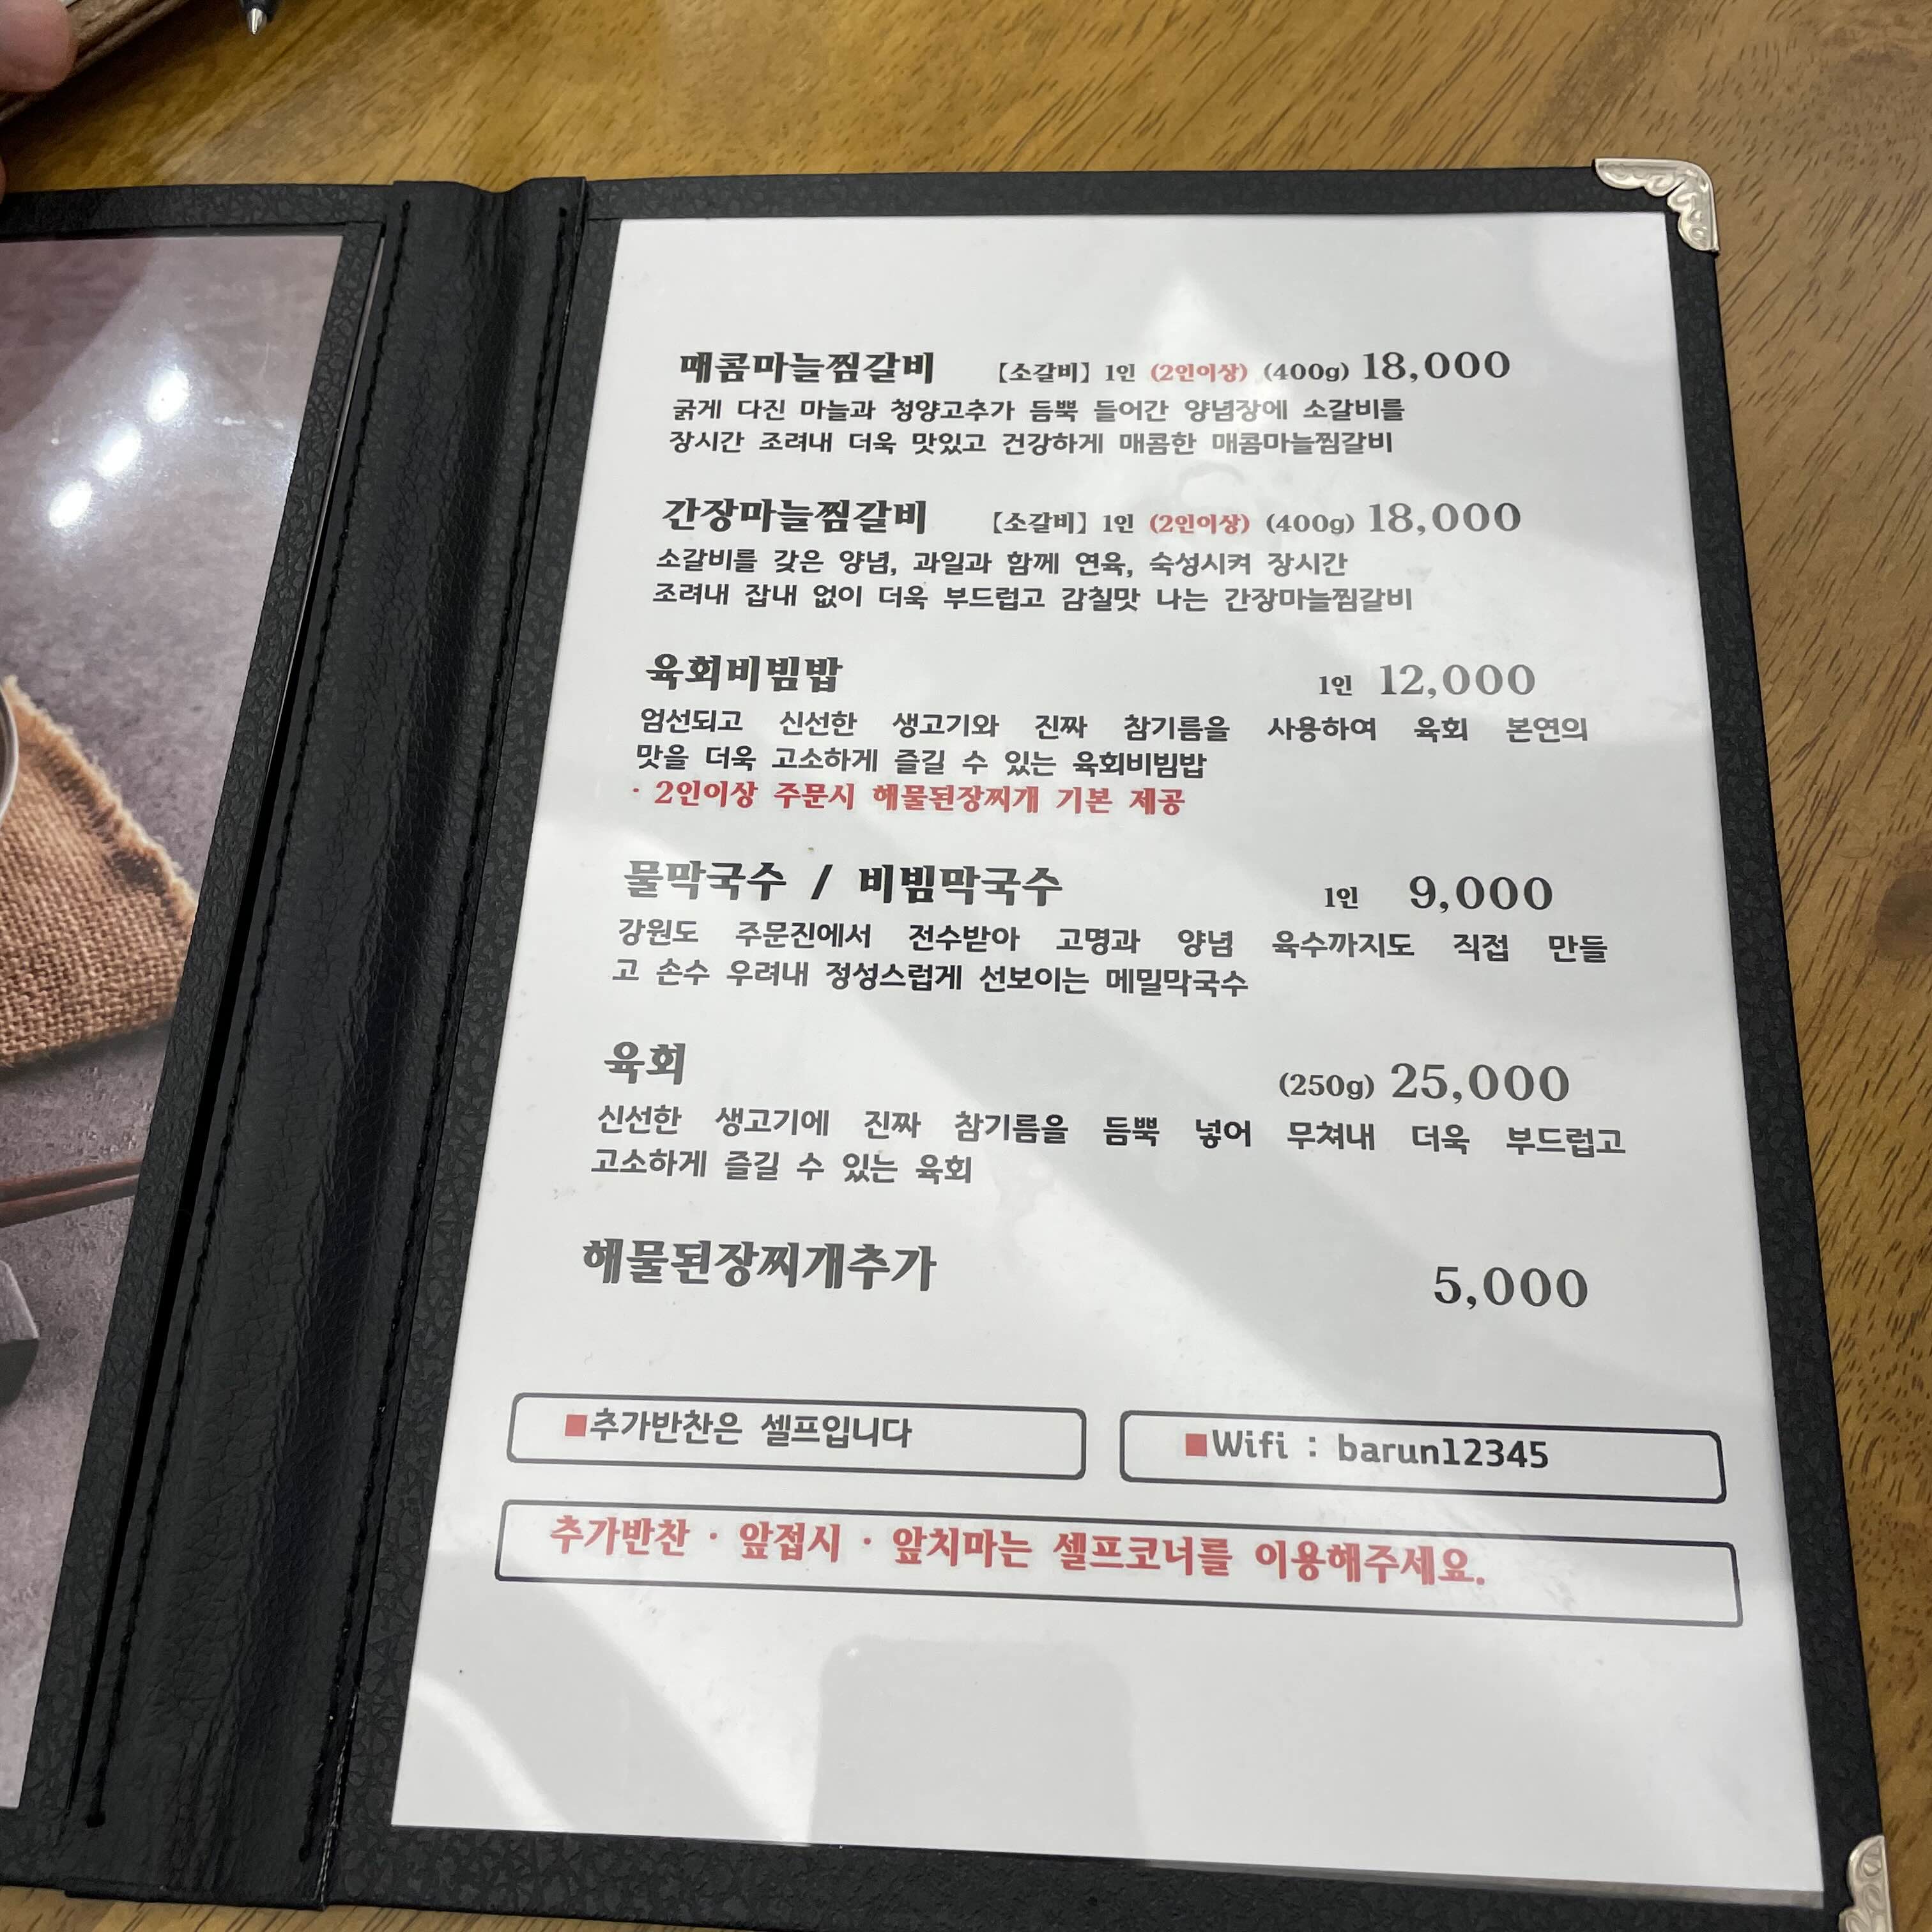 매콤마늘찜갈비 【소갈비】 1인 (2인이상) (400g) 18,000
굵게 다진 마늘과 청양고추가 듬뿍 들어간 양념장에 소갈비를
장시간 조려내 더욱 맛있고 건강하게 매콤한 매콤마늘찜갈비
간장마늘찜갈비 【소갈비】 1인 (2인이상) (400g) 18,000
소갈비를 갖은 양념, 과일과 함께 연육, 숙성시켜 장시간
조려내 잡내 없이 더욱 부드럽고 감칠맛 나는 간장마늘찜갈비
육회비빔밥 1인 12,000
엄선되고 신선한 생고기와 진짜 참기름을 사용하여 육회 본연의
맛을 더욱 고소하게 즐길 수 있는 육회비빔밥
· 2인이상 주문시 해물된장찌개 기본 제공
물막국수 / 비빔막국수 1인 9,000
강원도 주문진에서 전수받아 고명과 양념 육수까지도 직접 만들
고 손수 우려내 정성스럽게 선보이는 메밀막국수
육회 (250g) 25,000
신선한 생고기에 진짜 참기름을 듬뿍 넣어 무쳐내 더욱 부드럽고
고소하게 즐길 수 있는 육회
해물된장찌개추가 5,000
■추가반찬은 셀프입니다
■Wifi : barun12345
추가반찬 · 앞접시 · 앞치마는 셀프코너를 이용해주세요.